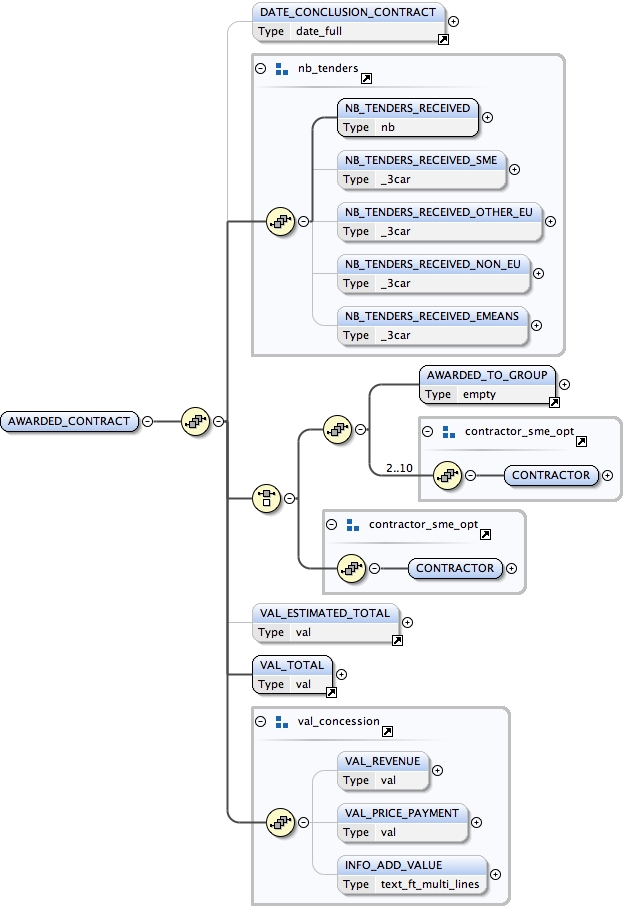 DATE_CONCLUSION_CONTRACT
Type date_full
nb_tenders
NB_TENDERS_RECEIVED
Type nb
NB_TENDERS_RECEIVED_SME
Type _3car
NB_TENDERS_RECEIVED_OTHER_EU
Type _3car
NB_TENDERS_RECEIVED_NON_EU
Type _3car
NB_TENDERS_RECEIVED_EMEANS
Type _3car
AWARDED_CONTRACT
AWARDED_TO_GROUP
Type empty
contractor_sme_opt
2..10
CONTRACTOR
contractor_sme_opt
CONTRACTOR
VAL_ESTIMATED_TOTAL
Type val
VAL_TOTAL
Type val
val_concession
VAL_REVENUE
Type val
VAL_PRICE_PAYMENT
Type val
INFO_ADD_VALUE
Type text_ft_multi_lines